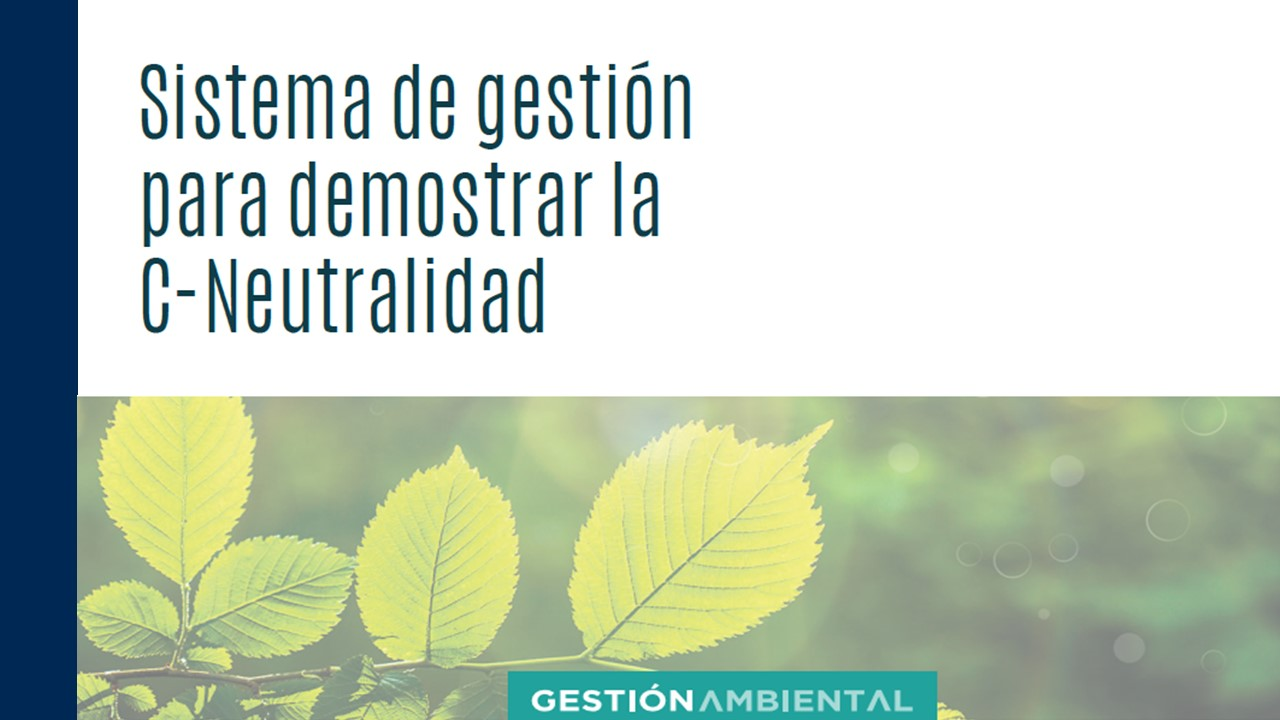 Sistema de gestión
para demostrar la
C-Neutralidad
GESTIÓN AMBIENTAL